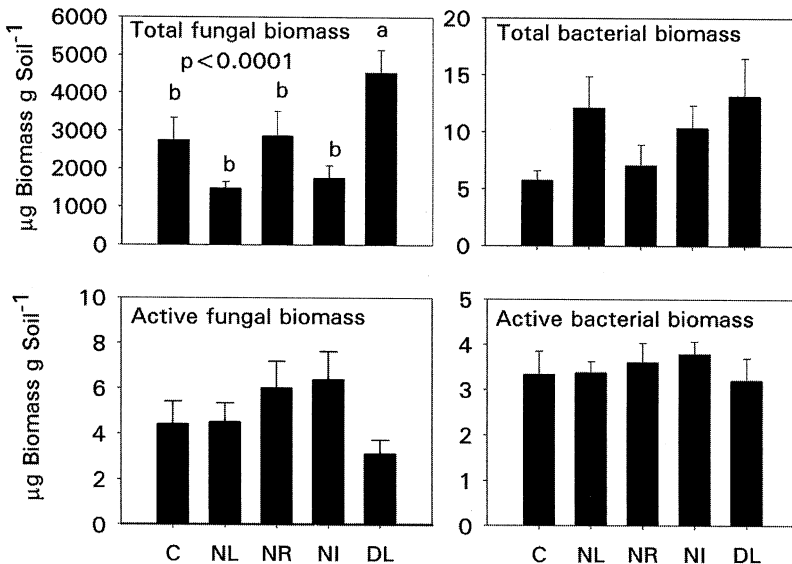 Total fungal biomass
p<0.0001
b
b
b
b
a
6000
5000
4000
3000
2000
1000
0
µg Biomass g Soil⁻¹
Total bacterial biomass
20
15
10
5
0
Active fungal biomass
10
8
6
4
2
0
µg Biomass g Soil⁻¹
C NL NR NI DL
Active bacterial biomass
5
4
3
2
1
0
C NL NR NI DL